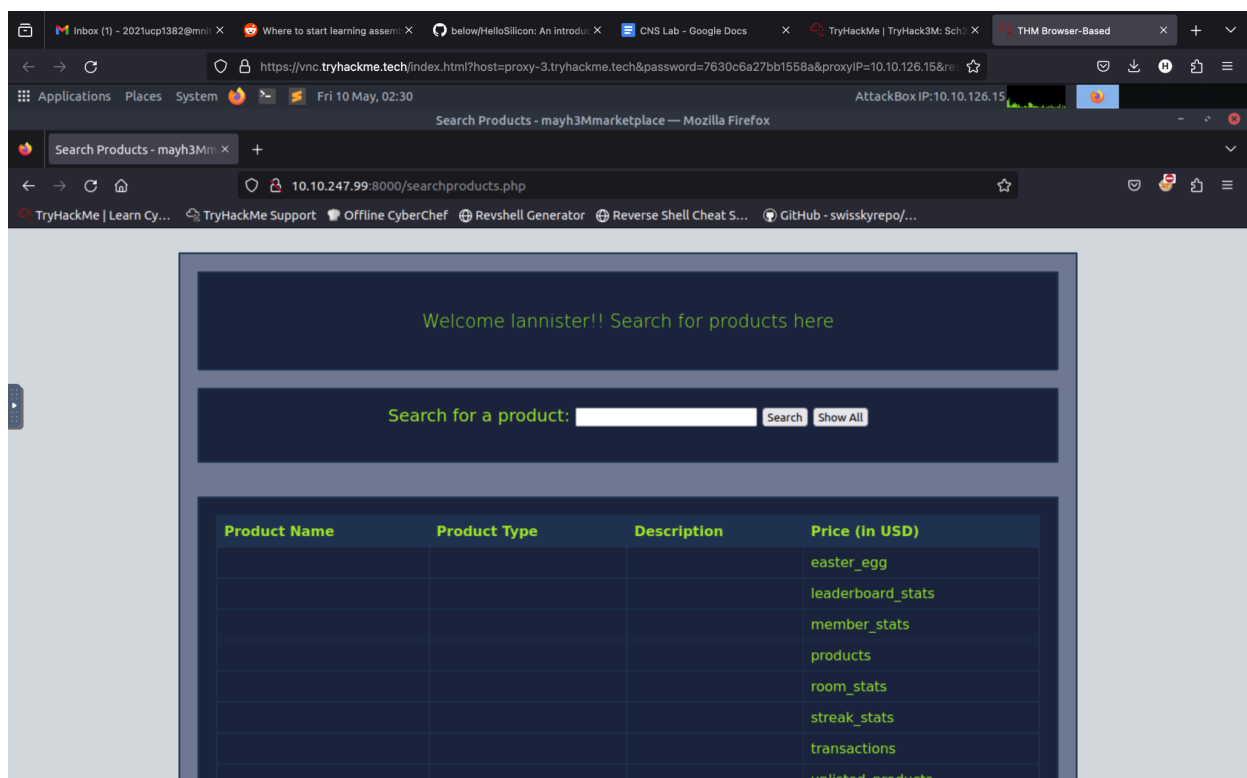 Inbox (1) - 2021ucp1382@mni
Where to start learning assem
below/HelloSilicon: An introdu
CNS Lab - Google Docs
TryHackMe | TryHack3M: Sch3
THM Browser-Based
https://vnc.tryhackme.tech/index.html?host=proxy-3.tryhackme.tech&password=7630c6a27bb1558a&proxyIP=10.10.126.15&res
Applications Places System Fri 10 May, 02:30 AttackBox IP:10.10.126.15
Search Products - mayh3Mmarketplace — Mozilla Firefox
Search Products - mayh3Mm
10.10.247.99:8000/searchproducts.php
TryHackMe | Learn Cy... TryHackMe Support Offline CyberChef Revshell Generator Reverse Shell Cheat S... GitHub - swisskyrepo/...
Welcome lannister!! Search for products here
Search for a product: Search Show All
Product Name Product Type Description Price (in USD)
easter_egg
leaderboard_stats
member_stats
products
room_stats
streak_stats
transactions
unlisted_products